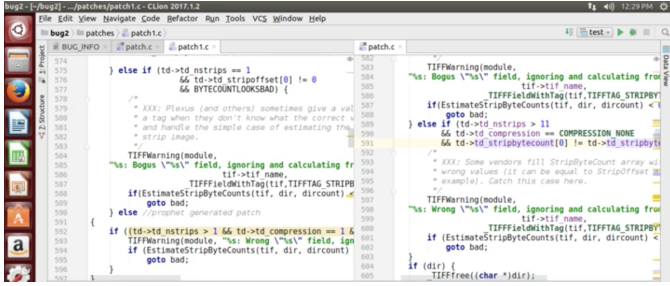 bug2 - [~/bug2] - .../patches/patch1.c - CLion 2017.1.2
12:29 PM
File Edit View Navigate Code Refactor Run Tools VCS Window Help
bug2 patches patch1.c
test
BUG_INFO patch.c patch1.c
1: Project
7: Structure
574
575 } else if (td->td_nstrips == 1
576 && td->td_stripoffset[0] != 0
577 && BYTECOUNTLOOKSBAD) {
578 /*
579 * XXX: Plexus (and others) sometimes give a val
580 * a tag when they don't know what the correct v
581 * and handle the simple case of estimating the
582 * strip image.
583 */
584 TIFFWarning(module,
585 "%s: Bogus \"%s\" field, ignoring and calculating fr
586 tif->tif_name,
587 _TIFFFieldWithTag(tif,TIFFTAG_STRIPB
588 if(EstimateStripByteCounts(tif, dir, dircount)
589 goto bad;
590 } else //prophet generated patch
591 {
592 if ((td->td_nstrips > 1 && td->td_compression == 1 &
593 TIFFWarning(module, "%s: Wrong \"%s\" field, ign
594 if (EstimateStripByteCounts(tif, dir, dircount)
595 goto bad;
596 }
597 }
patch.c
582 */
583 TIFFWarning(module,
584 "%s: Bogus \"%s\" field, ignoring and calculating fro
585 tif->tif_name,
586 _TIFFFieldWithTag(tif,TIFFTAG_STRIPBY
587 if(EstimateStripByteCounts(tif, dir, dircount) <
588 goto bad;
589 } else if (td->td_nstrips > 11
590 && td->td_compression == COMPRESSION_NONE
591 && td->td_stripbytecount[0] != td->td_stripbyt
592 /*
593 * XXX: Some vendors fill StripByteCount array wi
594 * wrong values (it can be equal to StripOffset
595 * example). Catch this case here.
596 */
597 TIFFWarning(module,
598 "%s: Wrong \"%s\" field, ignoring and calculating fro
599 tif->tif_name,
600 _TIFFFieldWithTag(tif,TIFFTAG_STRIPBY
601 if (EstimateStripByteCounts(tif, dir, dircount) <
602 goto bad;
603 }
604 if (dir) {
605 _TIFFfree((char *)dir);
Data View